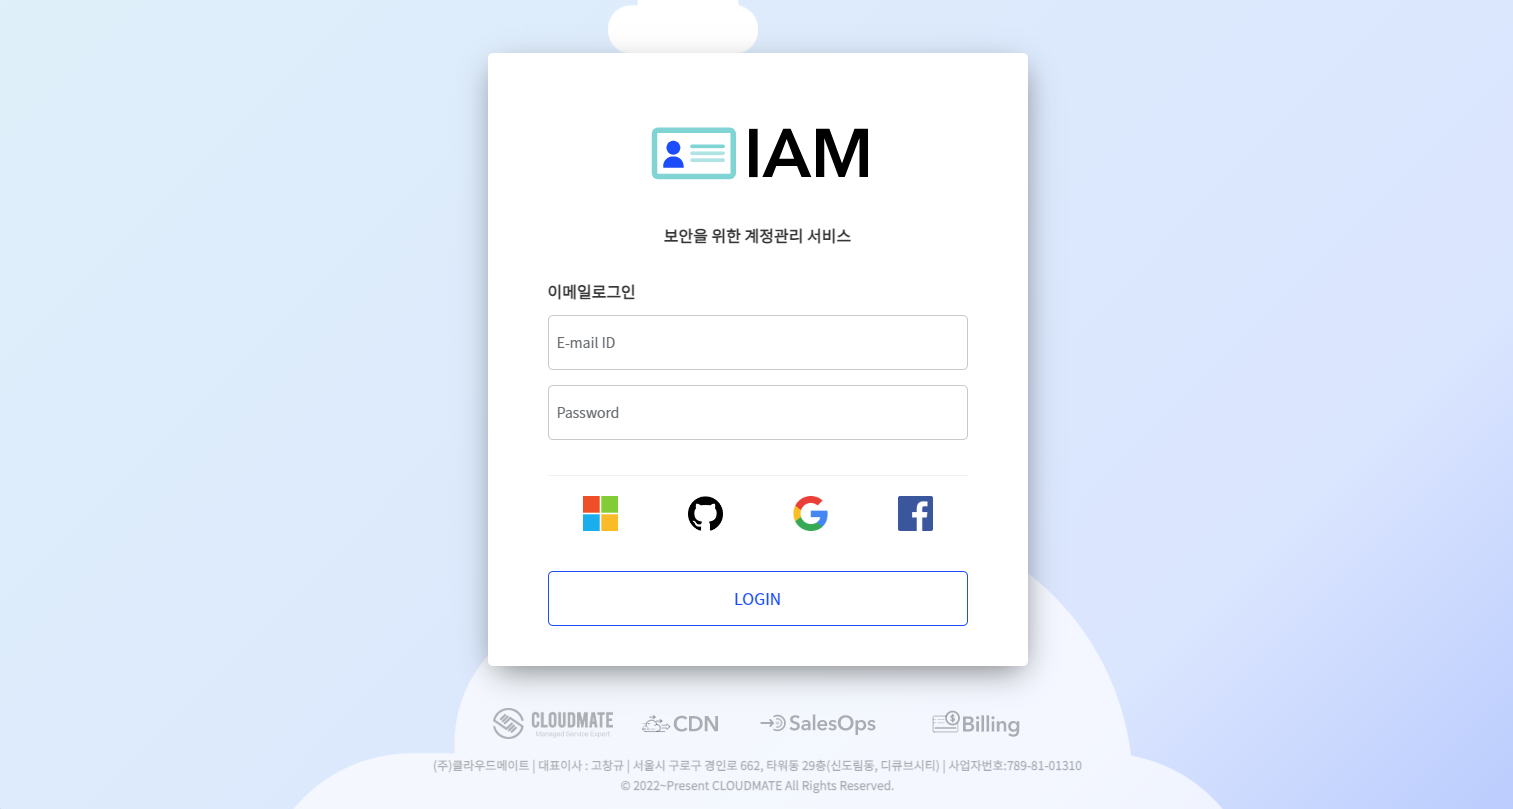 IAM
보안을 위한 계정관리 서비스
이메일로그인
E-mail ID
Password
LOGIN
CLOUDMATE
Managed Service Expert
CDN
SalesOps
Billing
(주)클라우드메이트 | 대표이사 : 고창규 | 서울시 구로구 경인로 662, 타워동 29층(신도림동, 디큐브시티) | 사업자번호:789-81-01310
© 2022~Present CLOUDMATE All Rights Reserved.